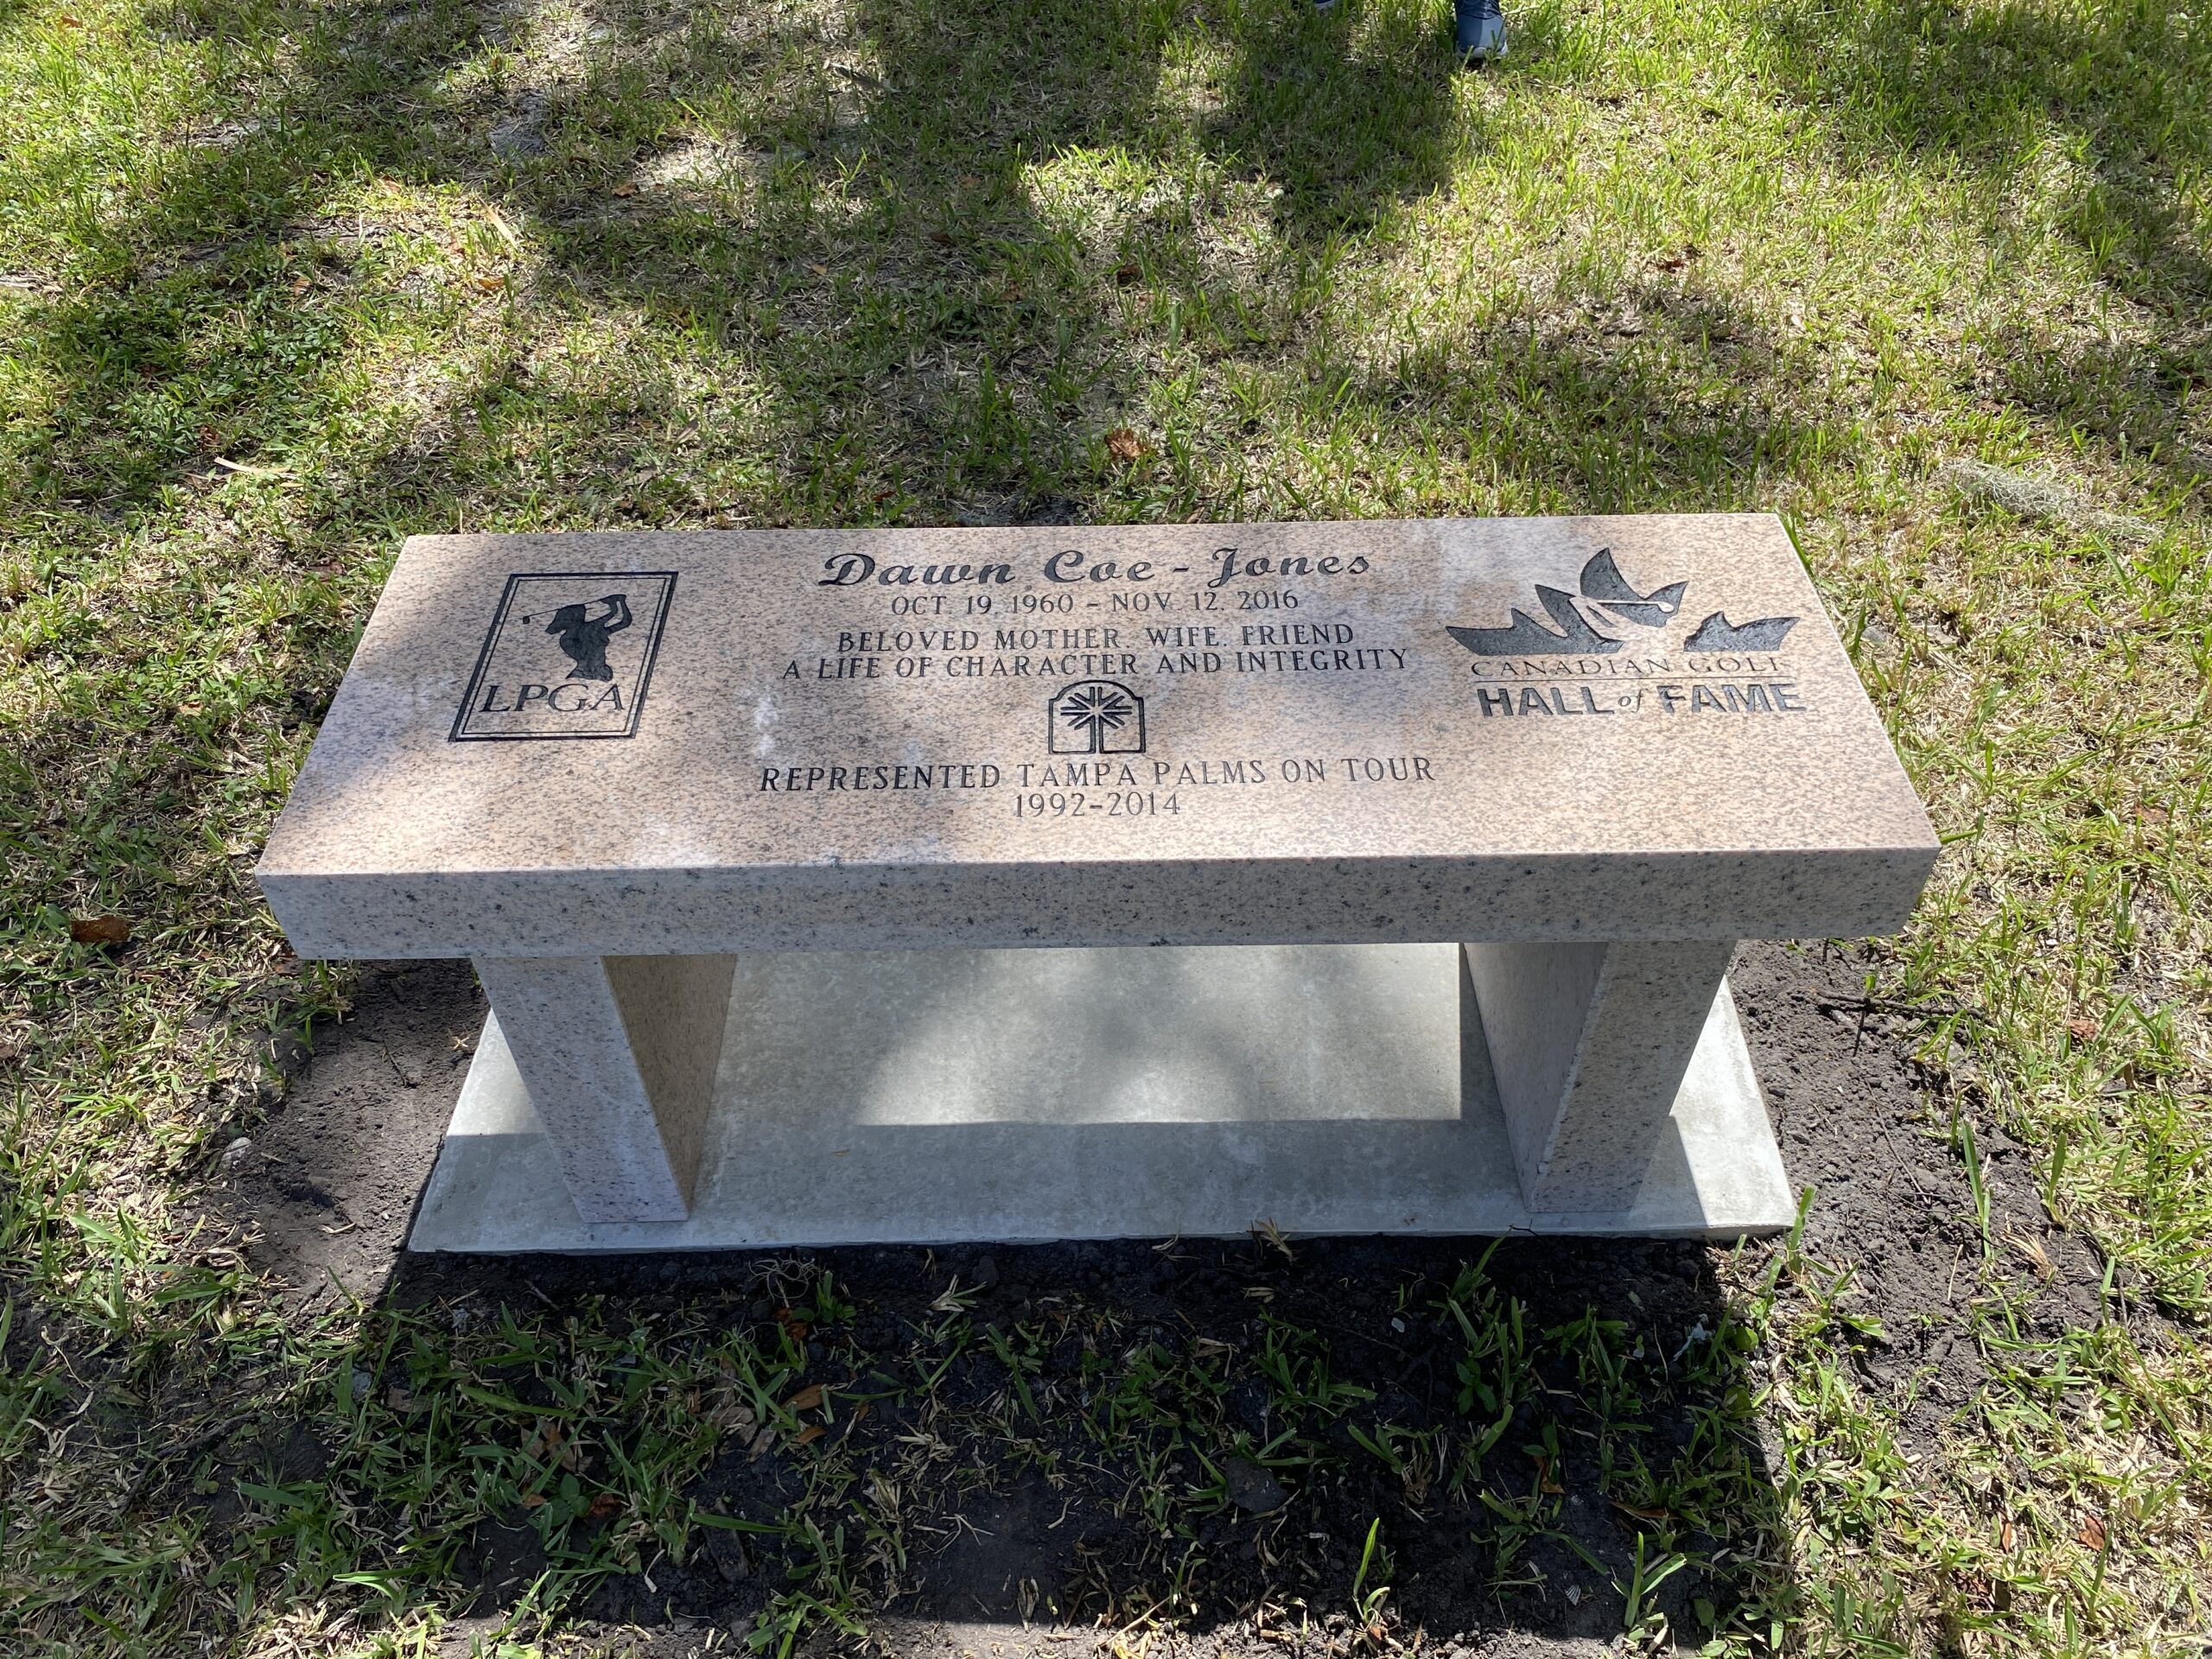 Dawn Coe - Jones
OCT. 19, 1960 - NOV. 12, 2016
BELOVED MOTHER, WIFE, FRIEND
A LIFE OF CHARACTER AND INTEGRITY
REPRESENTED TAMPA PALMS ON TOUR
1992-2014
LPGA
CANADIAN GOLF
HALL of FAME